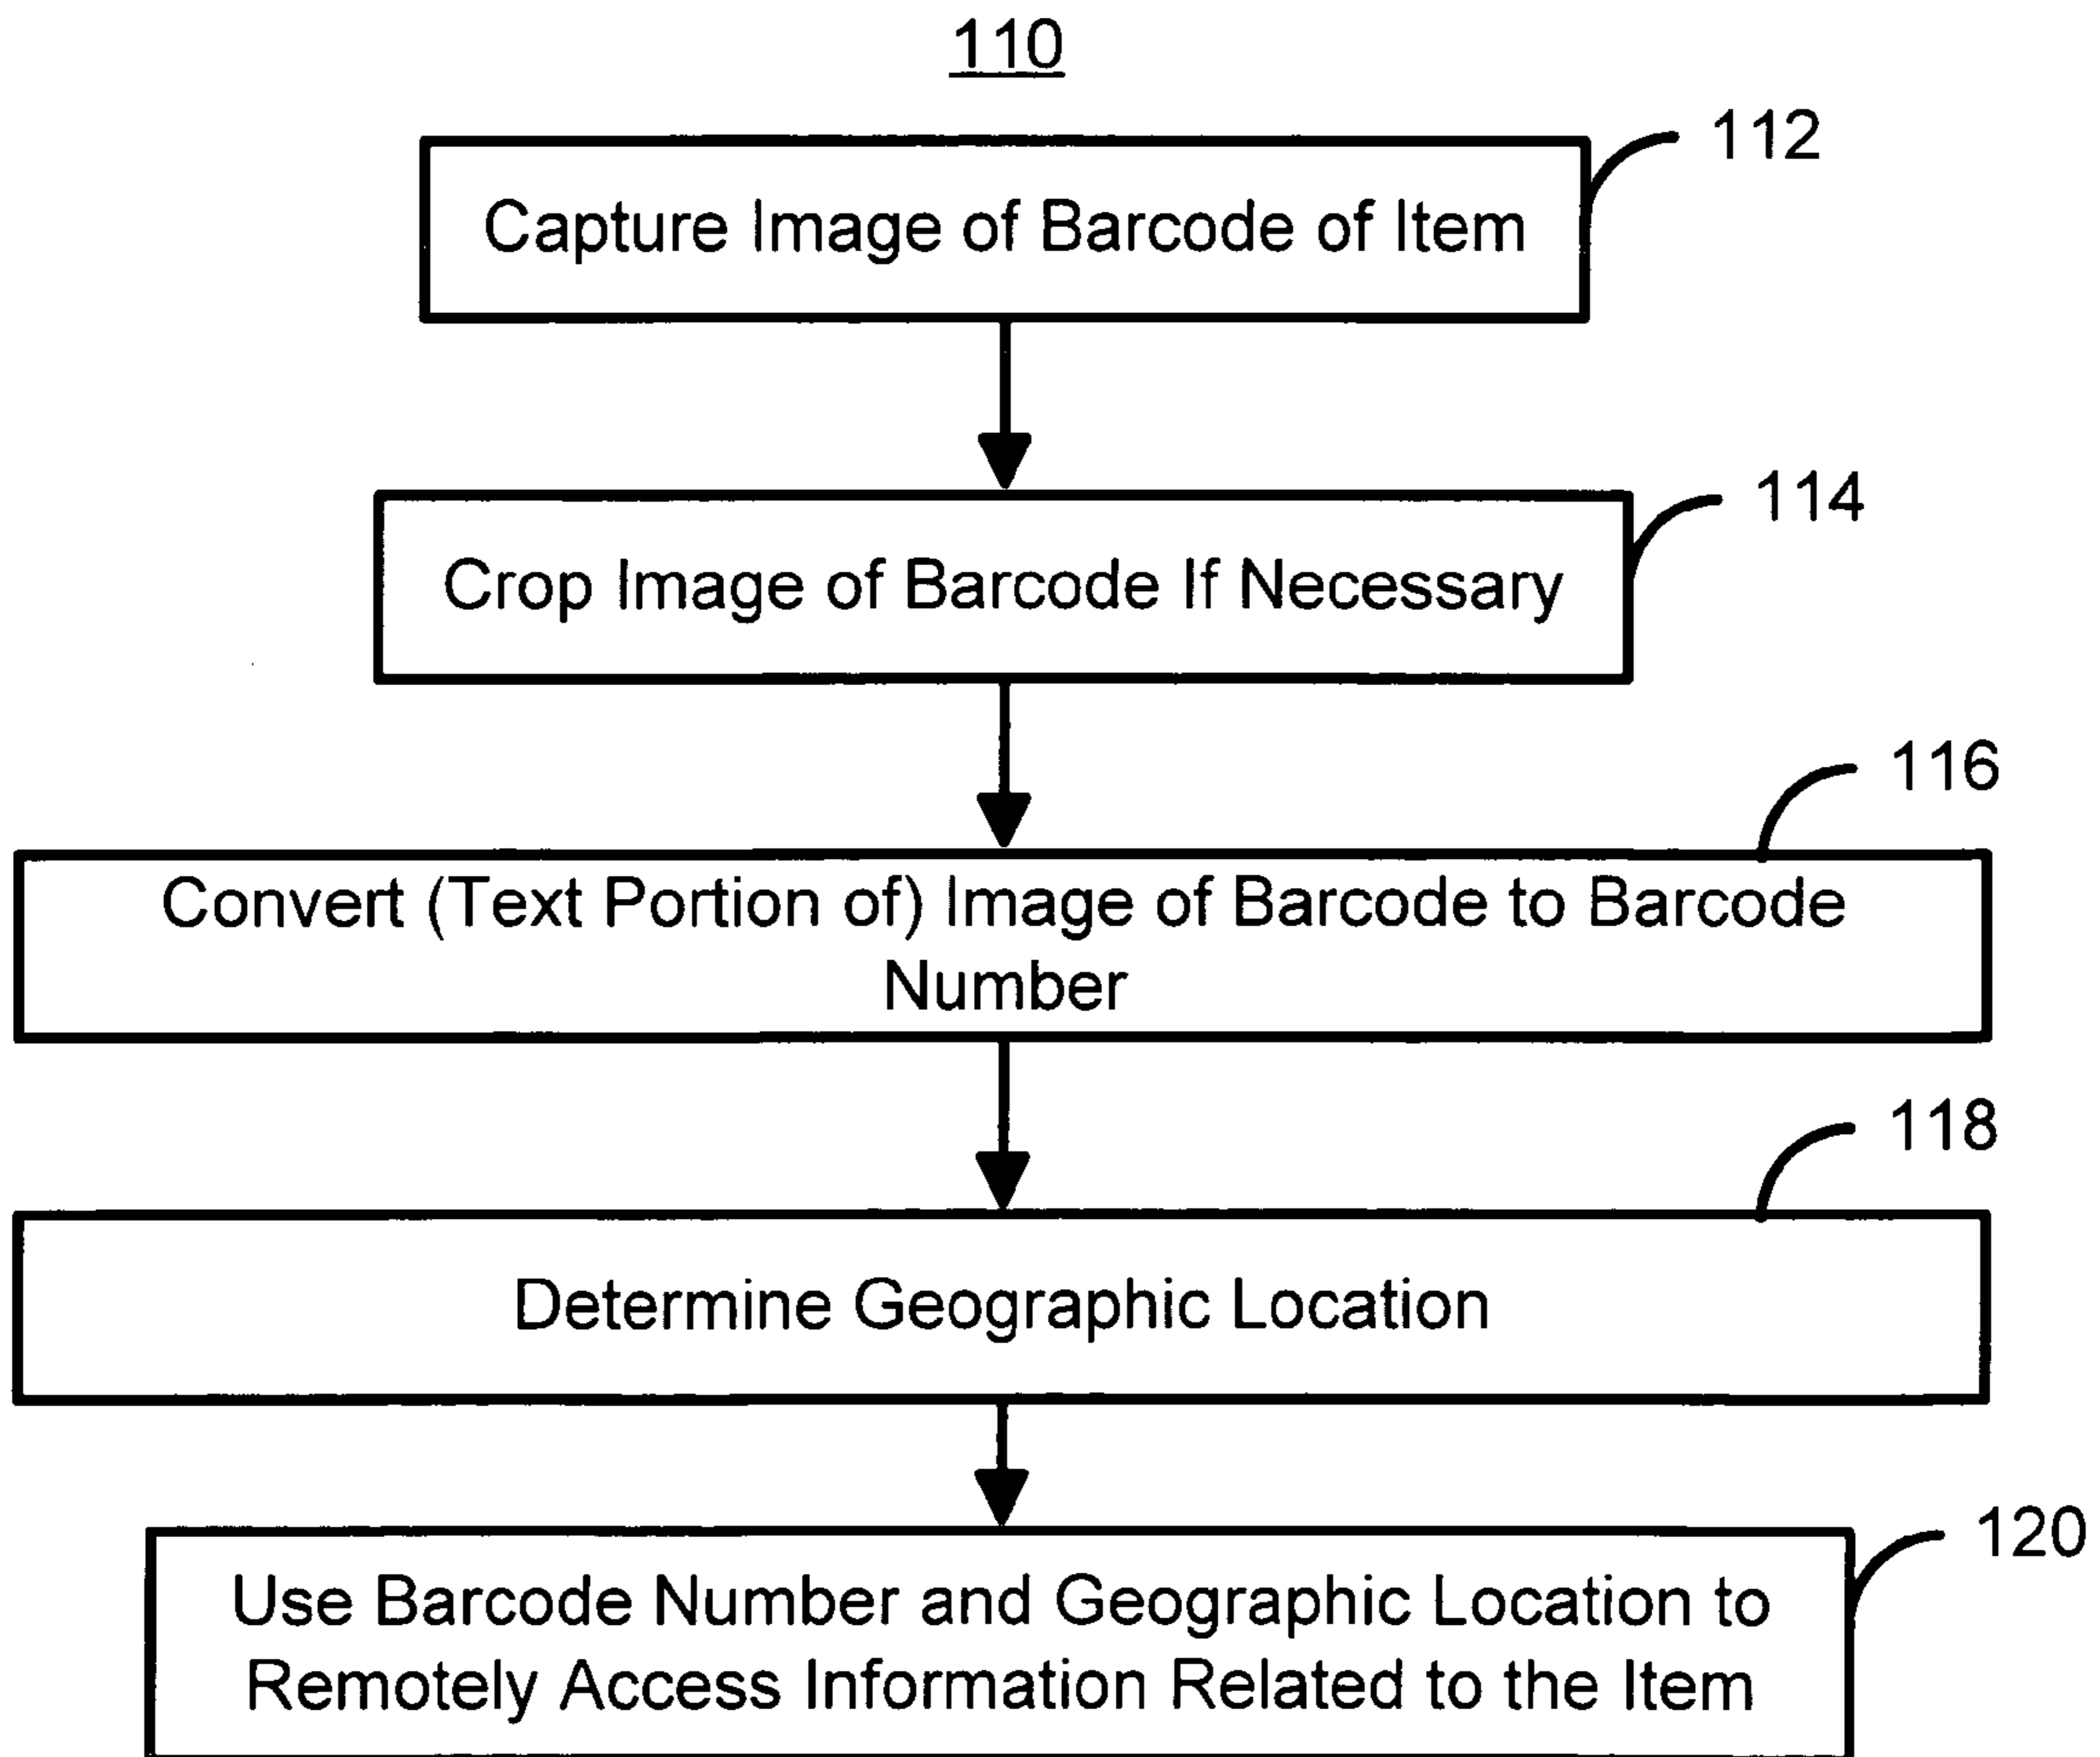 110
112
Capture Image of Barcode of Item
114
Crop Image of Barcode If Necessary
116
Convert (Text Portion of) Image of Barcode to Barcode
Number
118
Determine Geographic Location
120
Use Barcode Number and Geographic Location to
Remotely Access Information Related to the Item